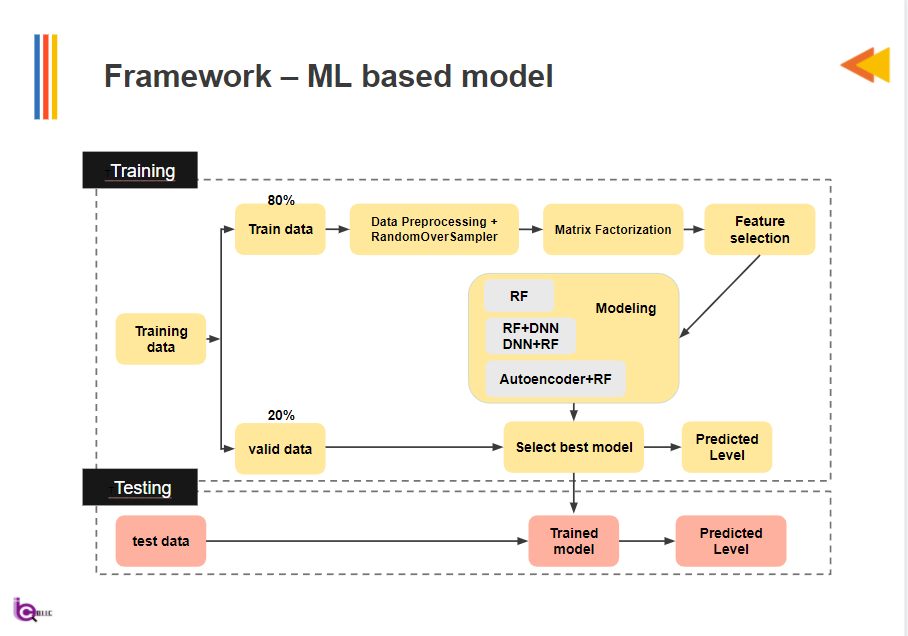 Framework – ML based model
Training
80%
Train data
Data Preprocessing +
RandomOverSampler
Matrix Factorization
Feature
selection
RF
Modeling
RF+DNN
DNN+RF
Autoencoder+RF
Training
data
20%
valid data
Select best model
Predicted
Level
Testing
test data
Trained
model
Predicted
Level